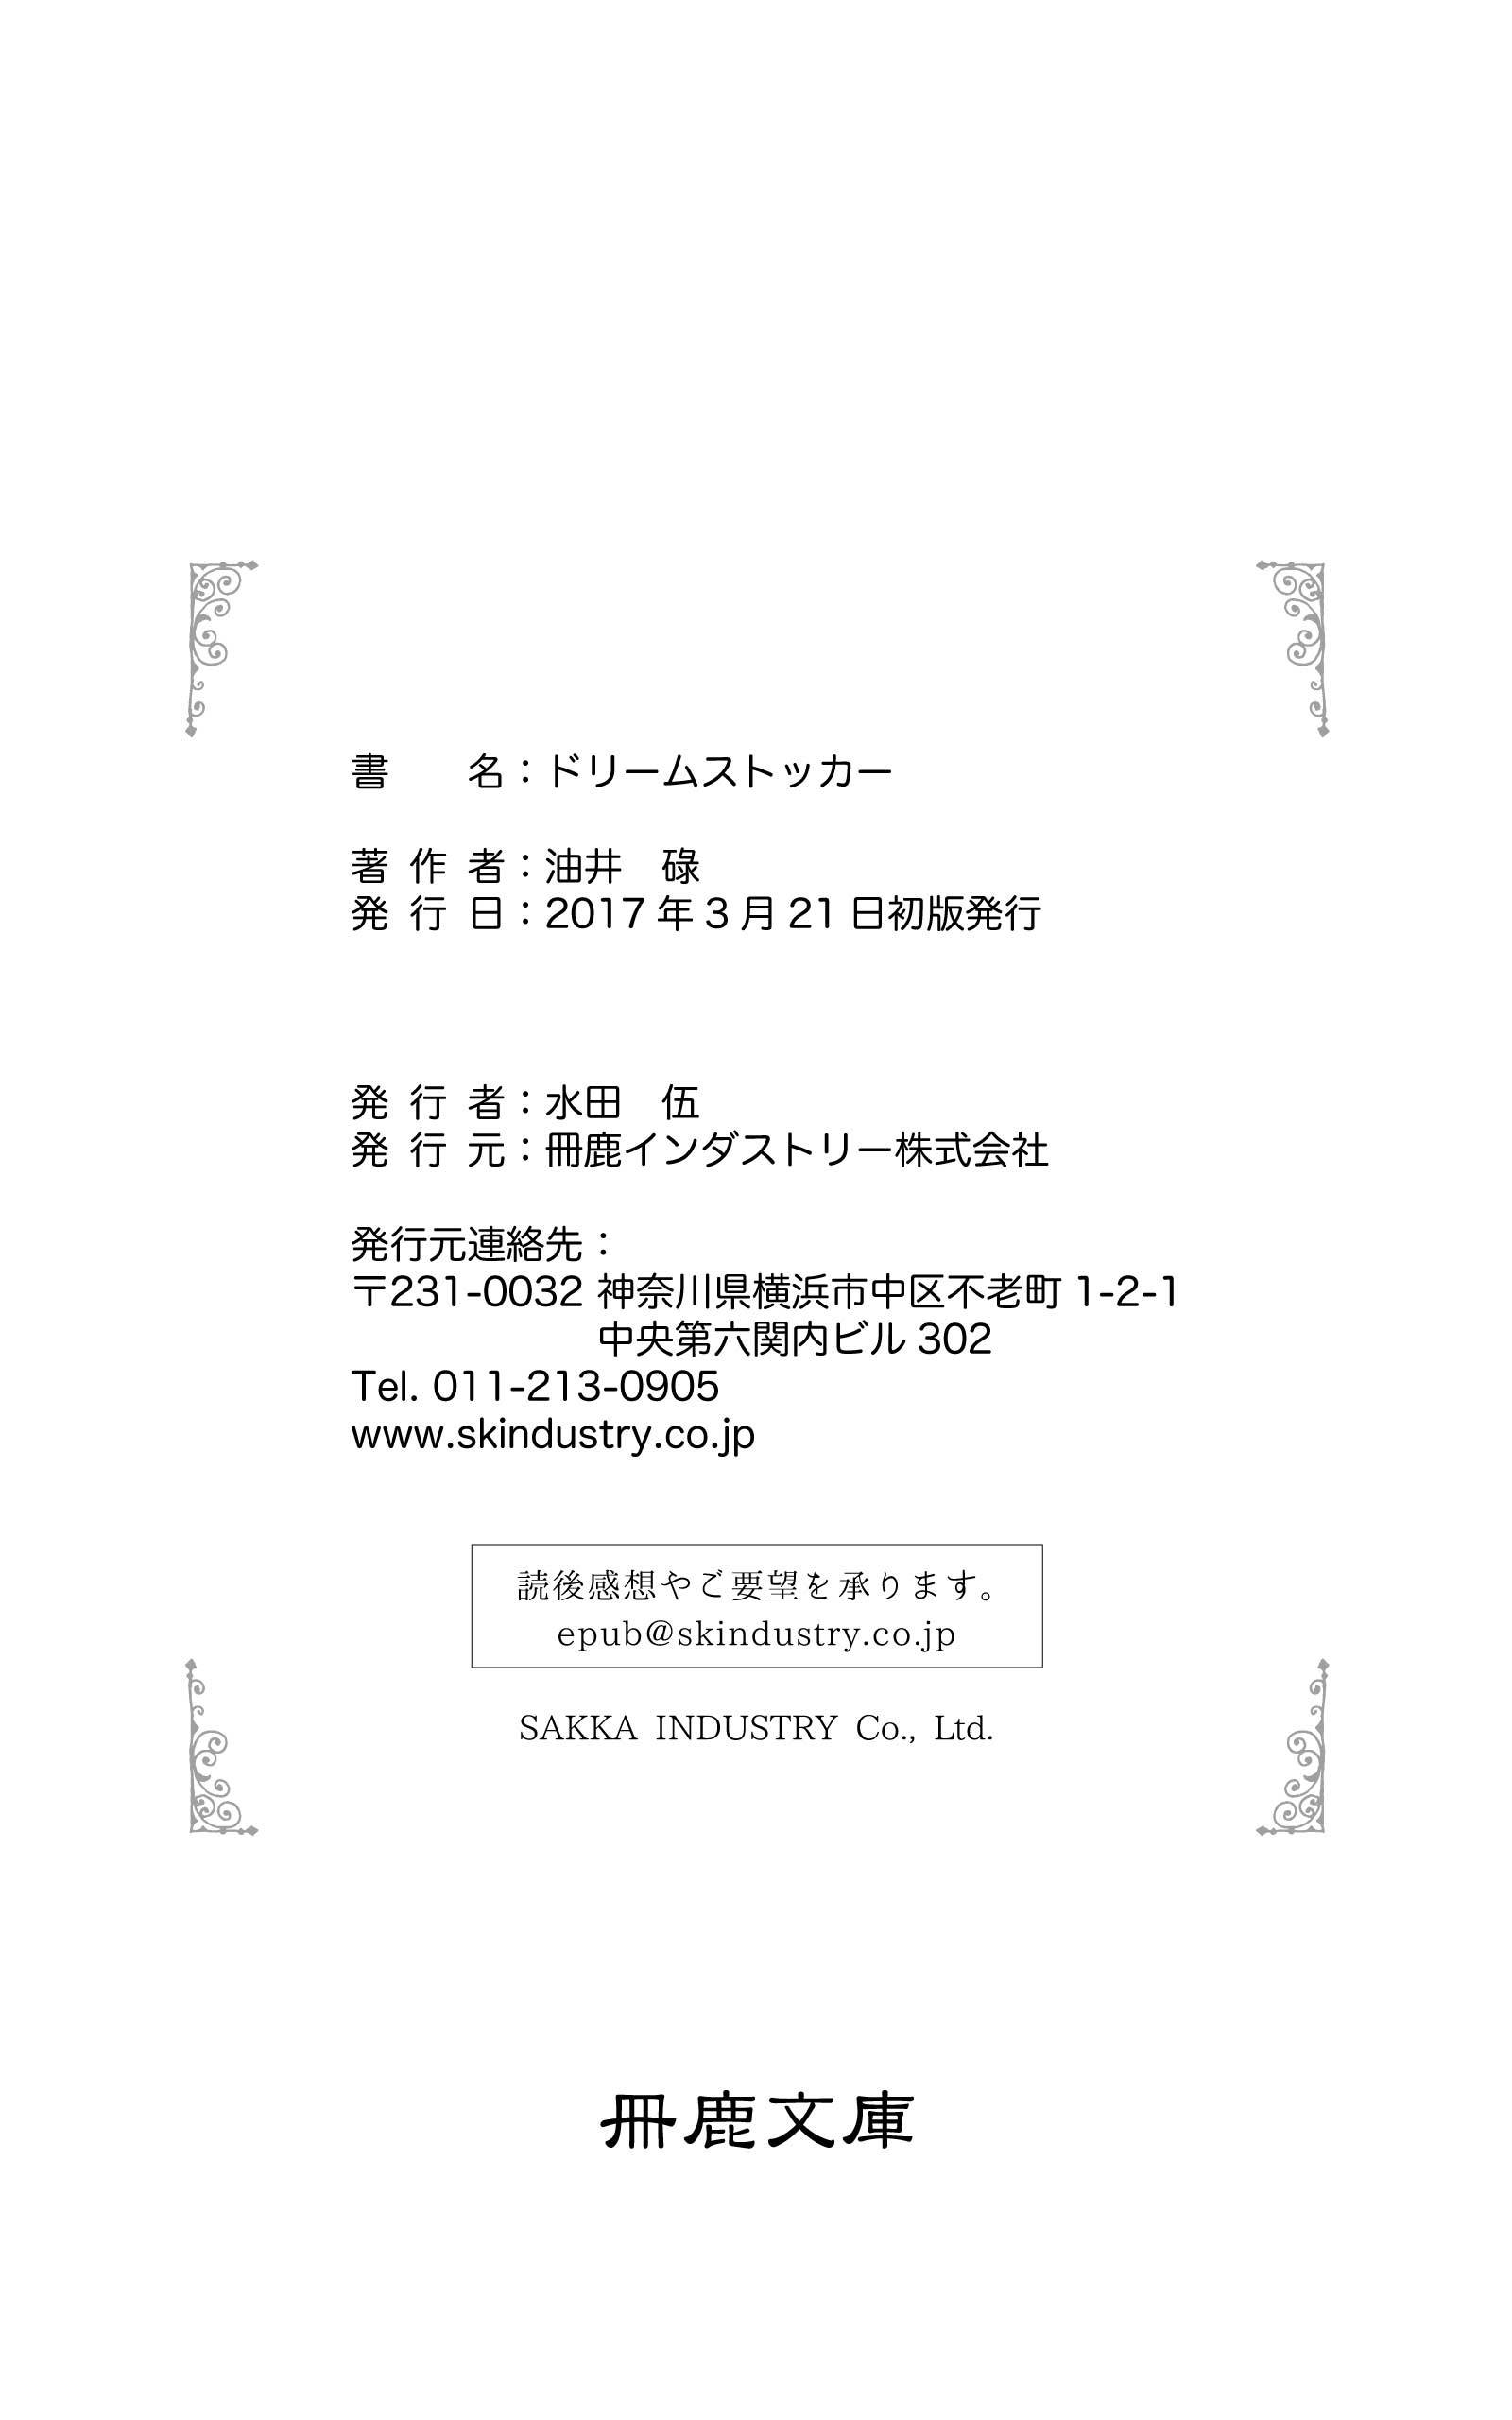 書　　名：ドリームストッカー
著 作 者：油井　碌
発 行 日：2017 年 3 月 21 日初版発行
発 行 者：水田　伍
発 行 元：冊鹿インダストリー株式会社
発行元連絡先：
〒231-0032 神奈川県横浜市中区不老町 1-2-1
中央第六関内ビル 302
Tel. 011-213-0905
www.skindustry.co.jp
読後感想やご要望を承ります。
epub@skindustry.co.jp
SAKKA INDUSTRY Co., Ltd.
冊鹿文庫